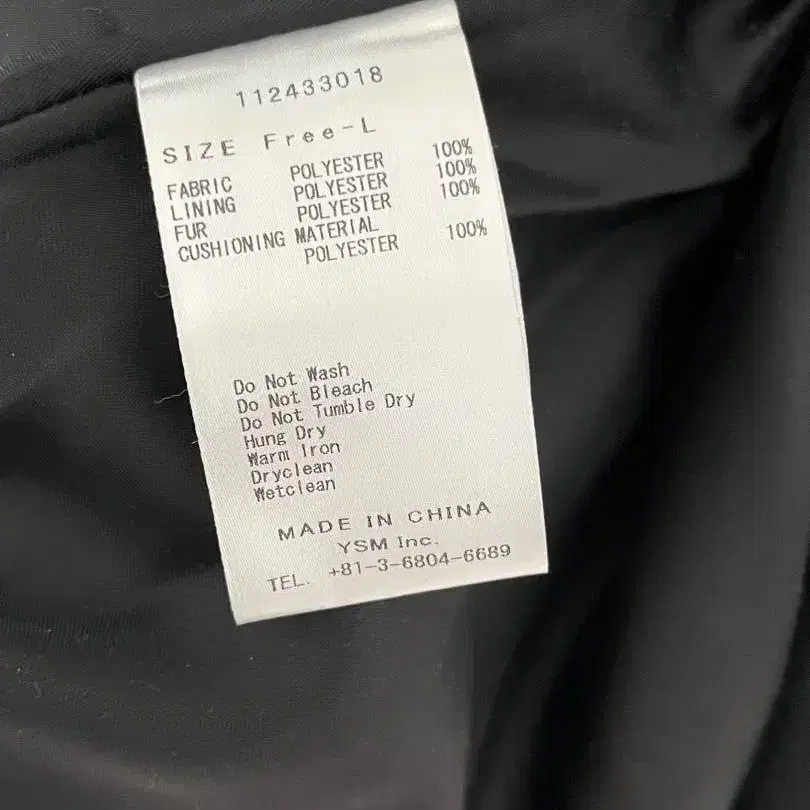 112433018
SIZE Free-L
FABRIC POLYESTER 100%
LINING POLYESTER 100%
FUR POLYESTER 100%
CUSHIONING MATERIAL
POLYESTER 100%
Do Not Wash
Do Not Bleach
Do Not Tumble Dry
Hung Dry
Warm Iron
Dryclean
Wetclean
MADE IN CHINA
YSM Inc.
TEL. +81-3-6804-6689